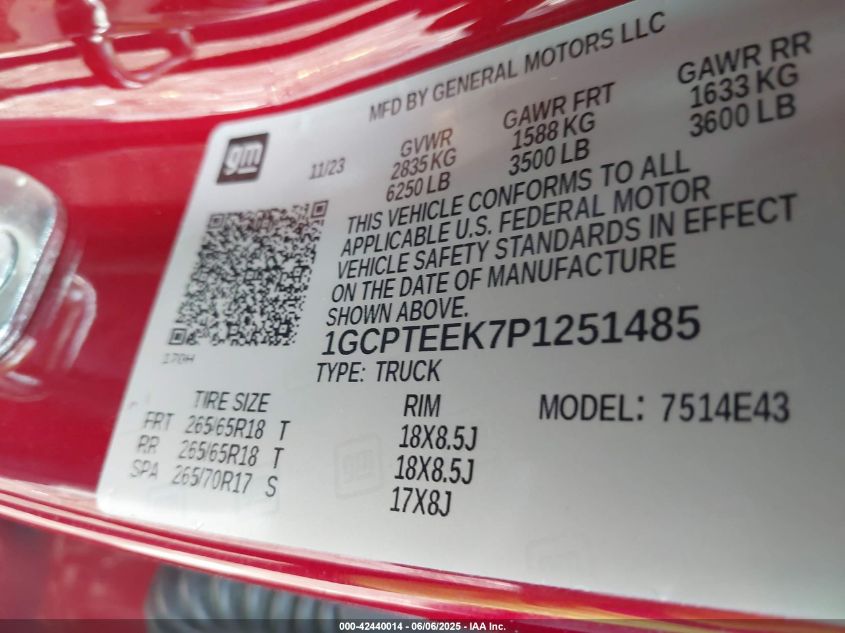 MFD BY GENERAL MOTORS LLC
gm
11/23
GVWR
2835 KG
6250 LB
GAWR FRT
1588 KG
3500 LB
GAWR RR
1633 KG
3600 LB
THIS VEHICLE CONFORMS TO ALL
APPLICABLE U.S. FEDERAL MOTOR
VEHICLE SAFETY STANDARDS IN EFFECT
ON THE DATE OF MANUFACTURE
SHOWN ABOVE.
1GCPTEEK7P1251485
TYPE: TRUCK
MODEL: 7514E43
TIRE SIZE RIM
FRT 265/65R18 T 18X8.5J
RR 265/65R18 T 18X8.5J
SPA 265/70R17 S 17X8J
gm
000-42440014 - 06/06/2025 - IAA Inc.